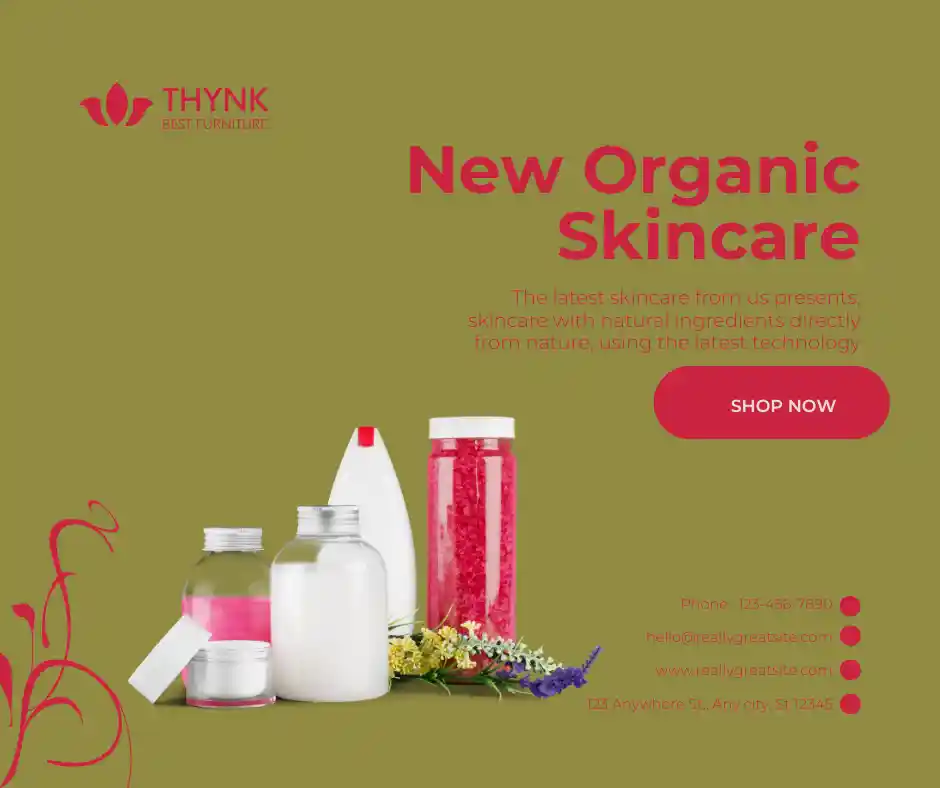 THYNK
BEST FURNITURE
New Organic
Skincare
The latest skincare from us presents,
skincare with natural ingredients directly
from nature, using the latest technology
SHOP NOW
Phone: 123-456-7890
hello@reallygreatsite.com
www.reallygreatsite.com
123 Anywhere St., Any city, St 12345